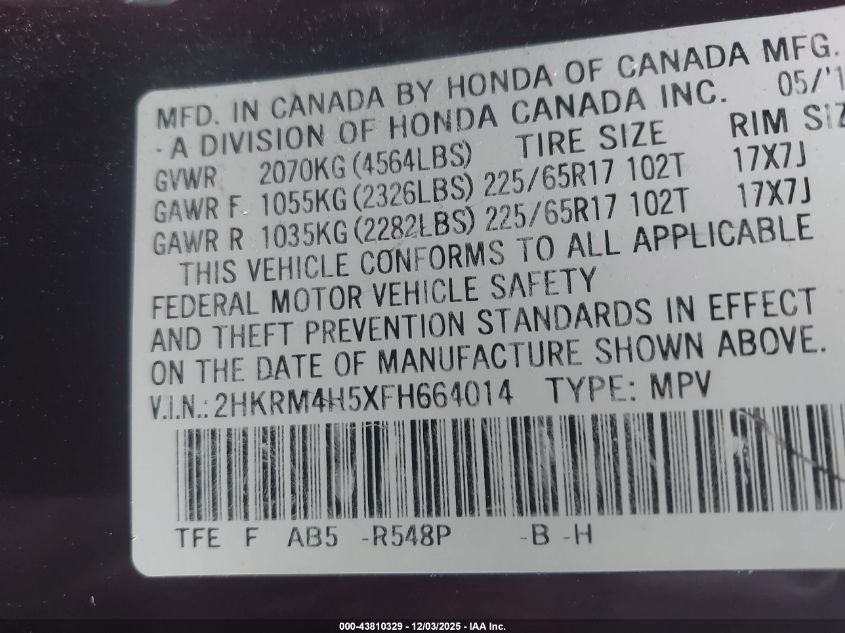 MFD. IN CANADA BY HONDA OF CANADA MFG.
- A DIVISION OF HONDA CANADA INC. 05/'1
GVWR 2070KG (4564LBS) TIRE SIZE RIM SIZ
GAWR F 1055KG (2326LBS) 225/65R17 102T 17X7J
GAWR R 1035KG (2282LBS) 225/65R17 102T 17X7J
THIS VEHICLE CONFORMS TO ALL APPLICABLE
FEDERAL MOTOR VEHICLE SAFETY
AND THEFT PREVENTION STANDARDS IN EFFECT
ON THE DATE OF MANUFACTURE SHOWN ABOVE.
V.I.N.: 2HKRM4H5XFH664014 TYPE: MPV
TFE F AB5 -R548P -B -H
000-43810329 - 12/03/2025 - IAA Inc.